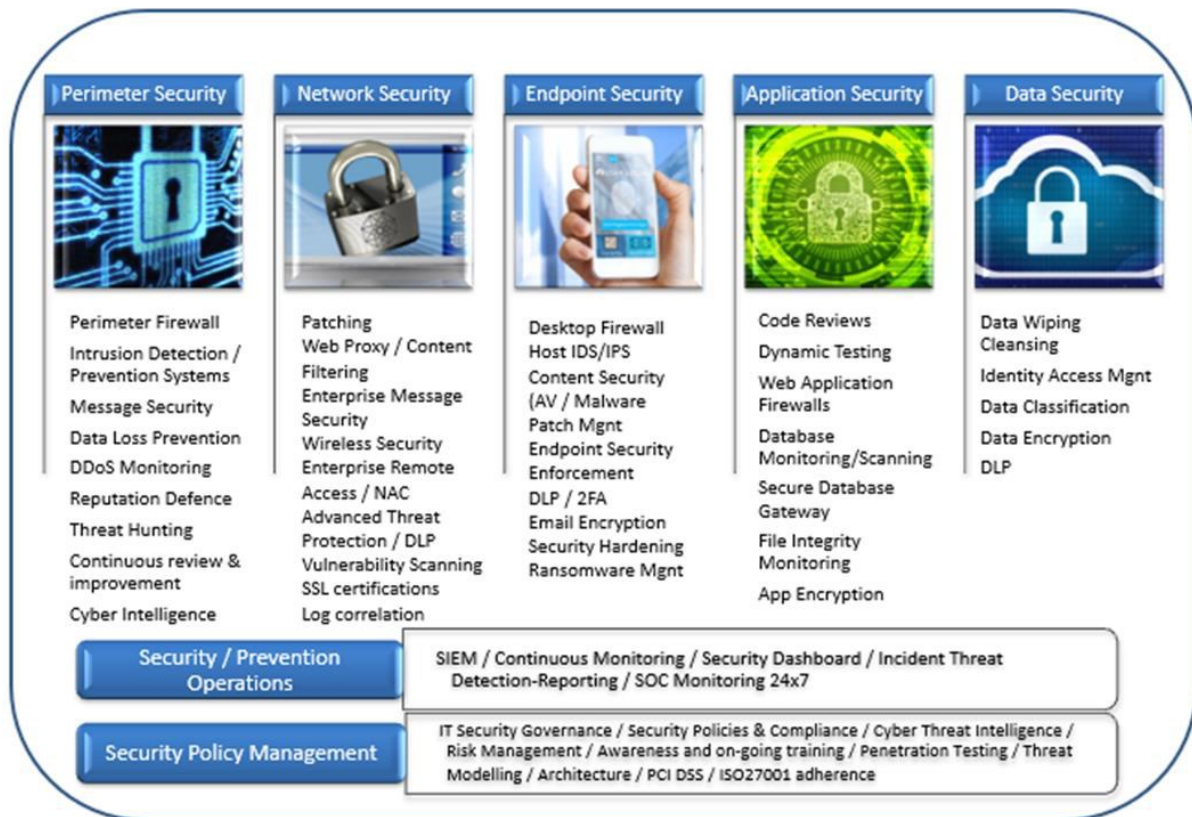 Perimeter Security
Perimeter Firewall
Intrusion Detection /
Prevention Systems
Message Security
Data Loss Prevention
DDoS Monitoring
Reputation Defence
Threat Hunting
Continuous review &
improvement
Cyber Intelligence
Network Security
Patching
Web Proxy / Content
Filtering
Enterprise Message
Security
Wireless Security
Enterprise Remote
Access / NAC
Advanced Threat
Protection / DLP
Vulnerability Scanning
SSL certifications
Log correlation
Endpoint Security
Desktop Firewall
Host IDS/IPS
Content Security
(AV / Malware
Patch Mgnt
Endpoint Security
Enforcement
DLP / 2FA
Email Encryption
Security Hardening
Ransomware Mgnt
Application Security
Code Reviews
Dynamic Testing
Web Application
Firewalls
Database
Monitoring/Scanning
Secure Database
Gateway
File Integrity
Monitoring
App Encryption
Data Security
Data Wiping
Cleansing
Identity Access Mgnt
Data Classification
Data Encryption
DLP
Security / Prevention
Operations
SIEM / Continuous Monitoring / Security Dashboard / Incident Threat
Detection-Reporting / SOC Monitoring 24x7
Security Policy Management
IT Security Governance / Security Policies & Compliance / Cyber Threat Intelligence /
Risk Management / Awareness and on-going training / Penetration Testing / Threat
Modelling / Architecture / PCI DSS / ISO27001 adherence